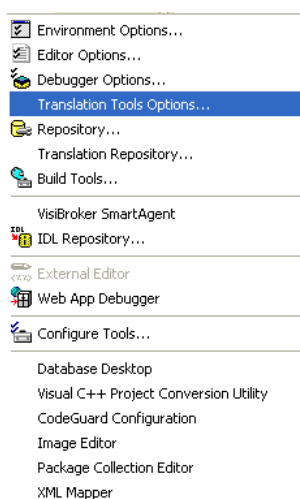 Environment Options...
Editor Options...
Debugger Options...
Translation Tools Options...
Repository...
Translation Repository...
Build Tools...
VisiBroker SmartAgent
IDL
IDL Repository...
External Editor
Web App Debugger
Configure Tools...
Database Desktop
Visual C++ Project Conversion Utility
CodeGuard Configuration
Image Editor
Package Collection Editor
XML Mapper